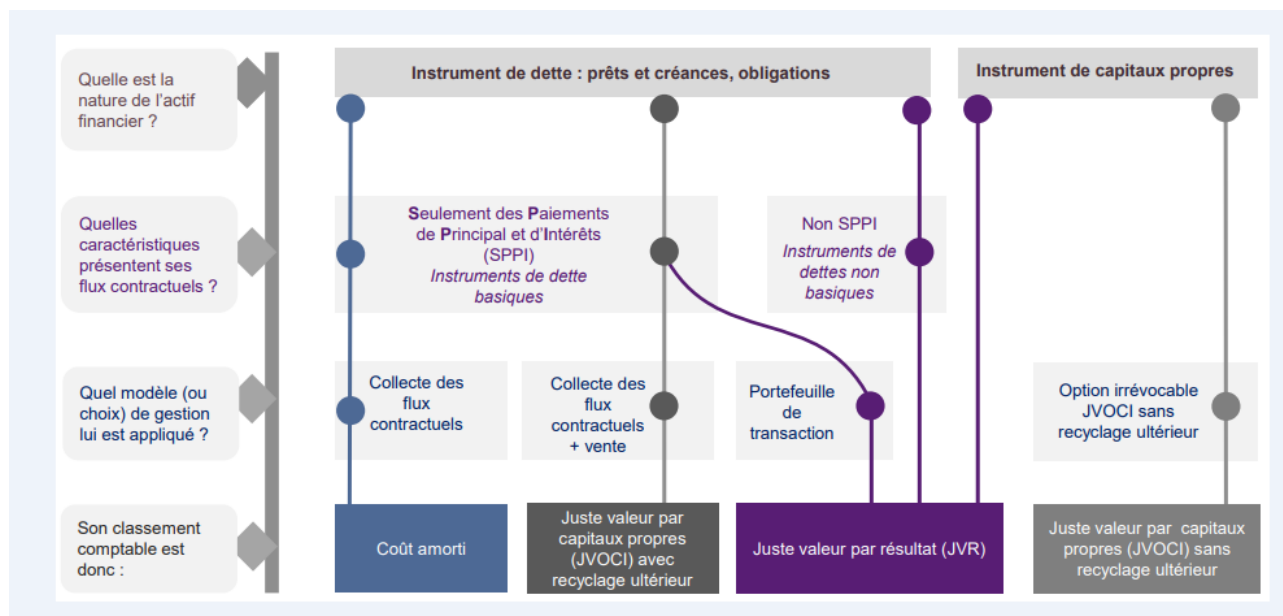 Quelle est la
nature de l'actif
financier ?
Instrument de dette : prêts et créances, obligations
Instrument de capitaux propres
Quelles
caractéristiques
présentent ses
flux contractuels ?
Seulement des Paiements
de Principal et d'Intérêts
(SPPI)
Instruments de dette
basiques
Non SPPI
Instruments de
dettes non
basiques
Quel modèle (ou
choix) de gestion
lui est appliqué ?
Collecte des
flux
contractuels
Collecte des
flux
contractuels
+ vente
Portefeuille
de
transaction
Option irrévocable
JVOCI sans
recyclage ultérieur
Son classement
comptable est
donc :
Coût amorti
Juste valeur par
capitaux propres
(JVOCI) avec
recyclage ultérieur
Juste valeur par résultat (JVR)
Juste valeur par capitaux
propres (JVOCI) sans
recyclage ultérieur